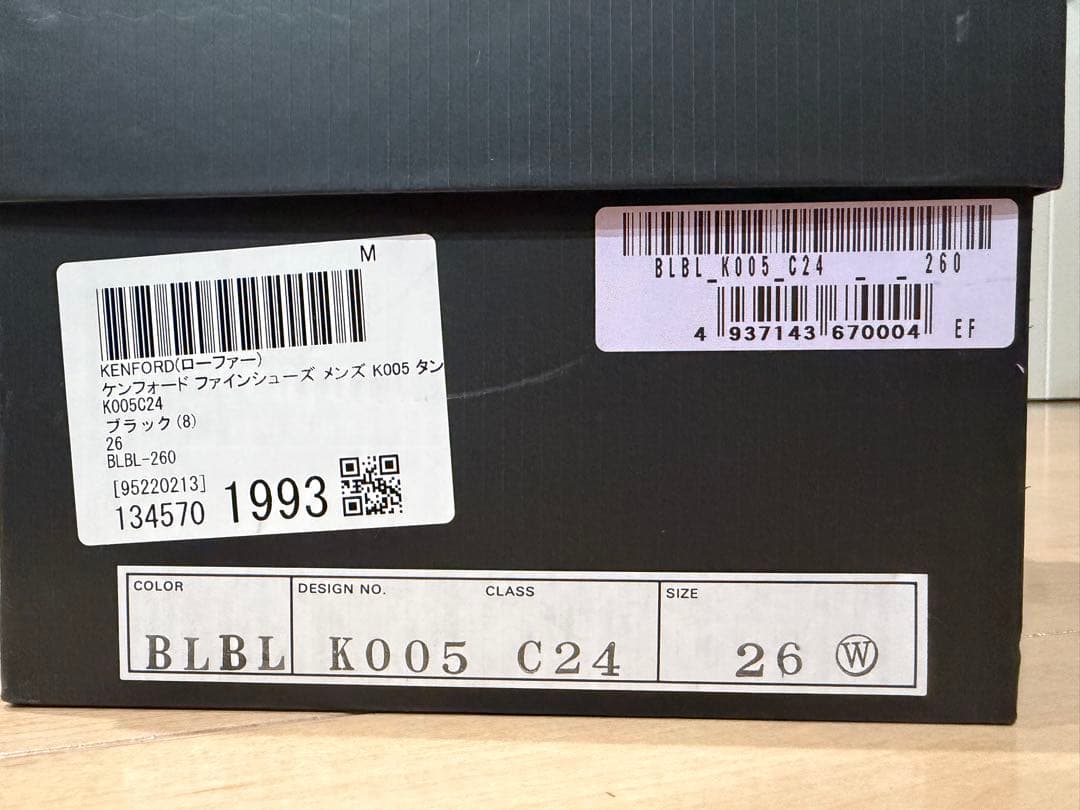 M
KENFORD(ローファー)
ケンフォード ファインシューズ メンズ K005 タン
K005C24
ブラック(8)
26
BLBL-260
[95220213]
134570 1993
BLBL_K005_C24 _ _ 260
4 937143 670004 EF
COLOR DESIGN NO. CLASS SIZE
BLBL K005 C24 26 W